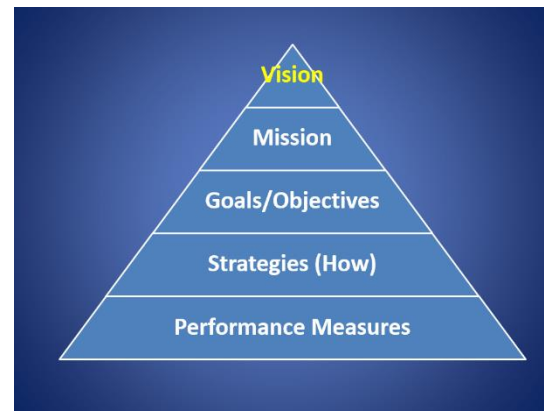 Vision
Mission
Goals/Objectives
Strategies (How)
Performance Measures